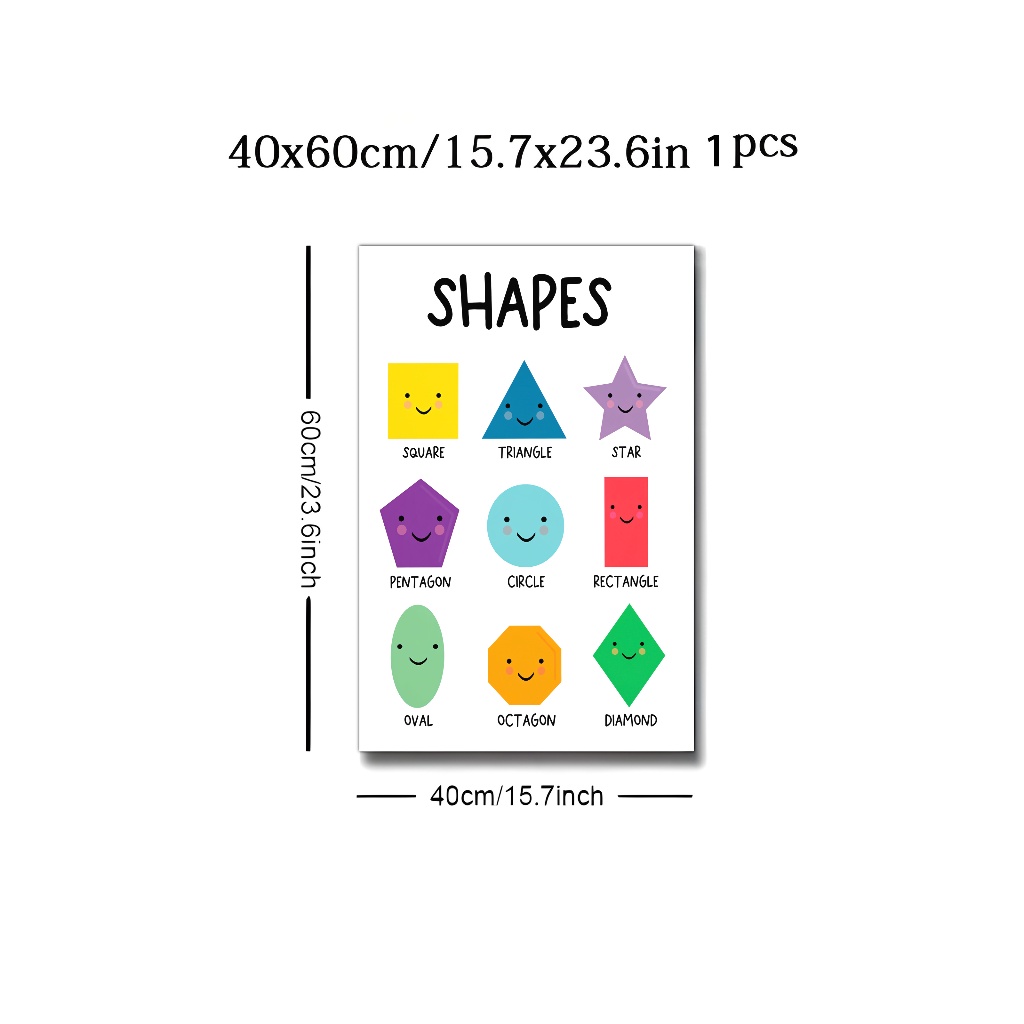 40x60cm/15.7x23.6in 1pcs
60cm/23.6inch
SHAPES
SQUARE TRIANGLE STAR
PENTAGON CIRCLE RECTANGLE
OVAL OCTAGON DIAMOND
40cm/15.7inch